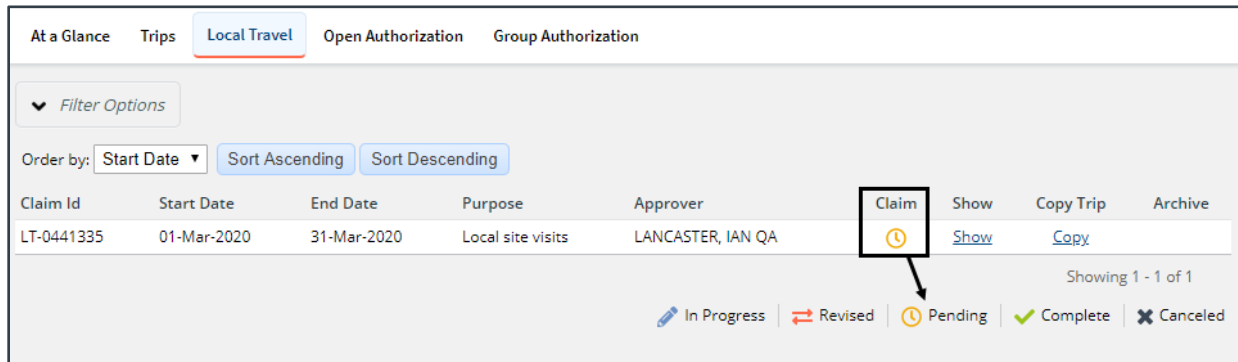 At a Glance Trips Local Travel Open Authorization Group Authorization
Filter Options
Order by: Start Date Sort Ascending Sort Descending
Claim Id Start Date End Date Purpose Approver Claim Show Copy Trip Archive
LT-0441335 01-Mar-2020 31-Mar-2020 Local site visits LANCASTER, IAN QA Show Copy
Showing 1 - 1 of 1
In Progress Revised Pending Complete Canceled